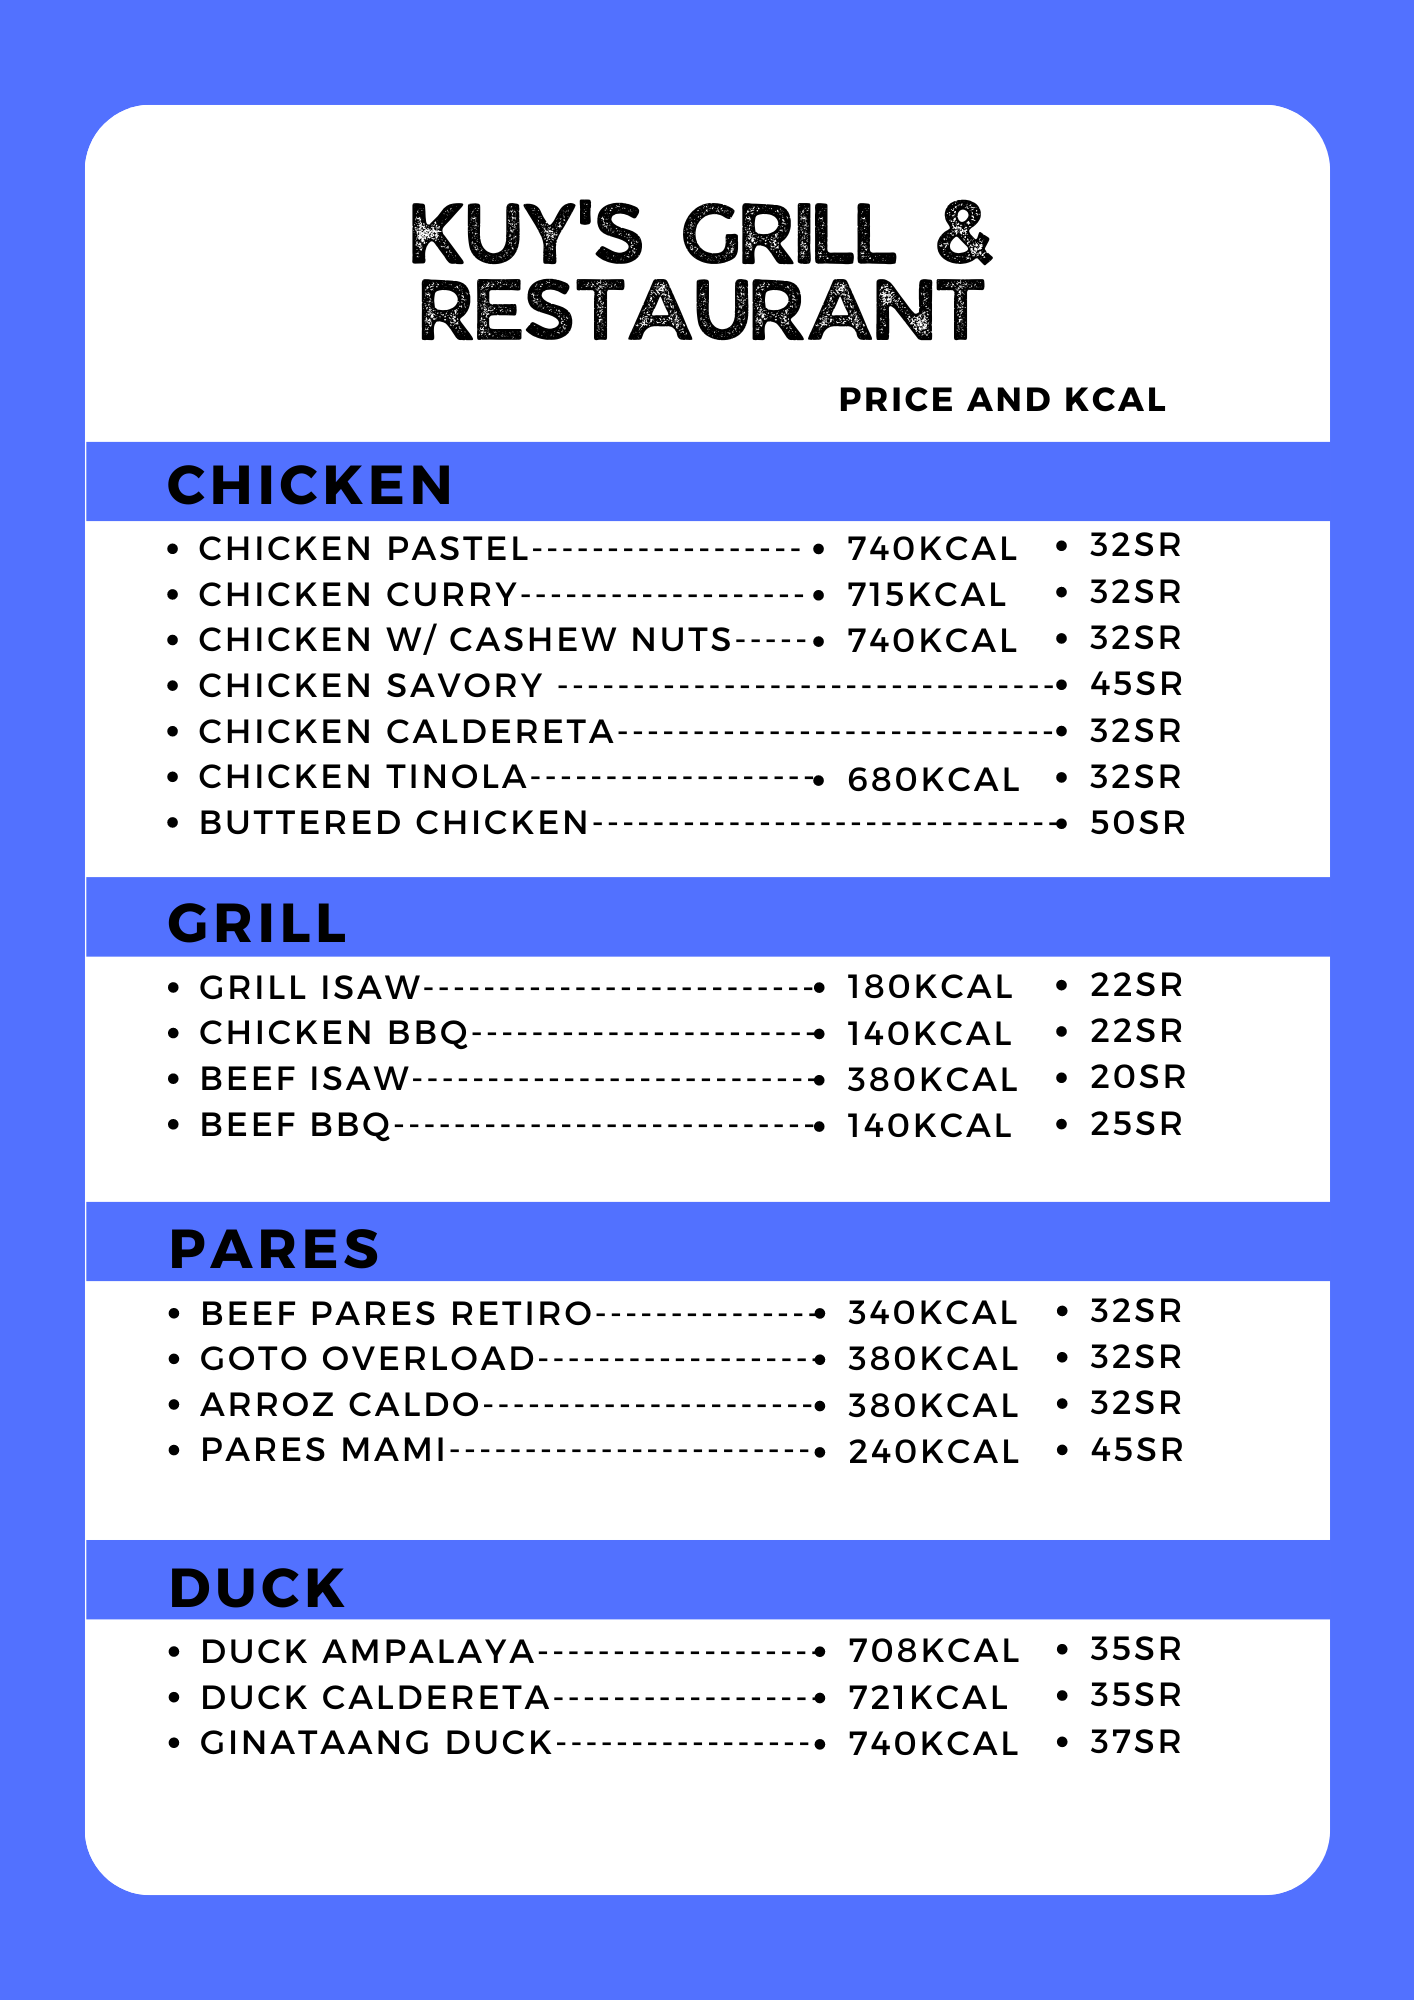 KUY'S GRILL &
RESTAURANT
PRICE AND KCAL
CHICKEN
• CHICKEN PASTEL------------------ • 740KCAL • 32SR
• CHICKEN CURRY------------------- • 715KCAL • 32SR
• CHICKEN W/ CASHEW NUTS----- • 740KCAL • 32SR
• CHICKEN SAVORY --------------------------------- • 45SR
• CHICKEN CALDERETA----------------------------- • 32SR
• CHICKEN TINOLA------------------- • 680KCAL • 32SR
• BUTTERED CHICKEN------------------------------- • 50SR
GRILL
• GRILL ISAW-------------------------- • 180KCAL • 22SR
• CHICKEN BBQ----------------------- • 140KCAL • 22SR
• BEEF ISAW--------------------------- • 380KCAL • 20SR
• BEEF BBQ---------------------------- • 140KCAL • 25SR
PARES
• BEEF PARES RETIRO--------------- • 340KCAL • 32SR
• GOTO OVERLOAD------------------- • 380KCAL • 32SR
• ARROZ CALDO---------------------- • 380KCAL • 32SR
• PARES MAMI------------------------ • 240KCAL • 45SR
DUCK
• DUCK AMPALAYA------------------- • 708KCAL • 35SR
• DUCK CALDERETA------------------ • 721KCAL • 35SR
• GINATAANG DUCK----------------- • 740KCAL • 37SR